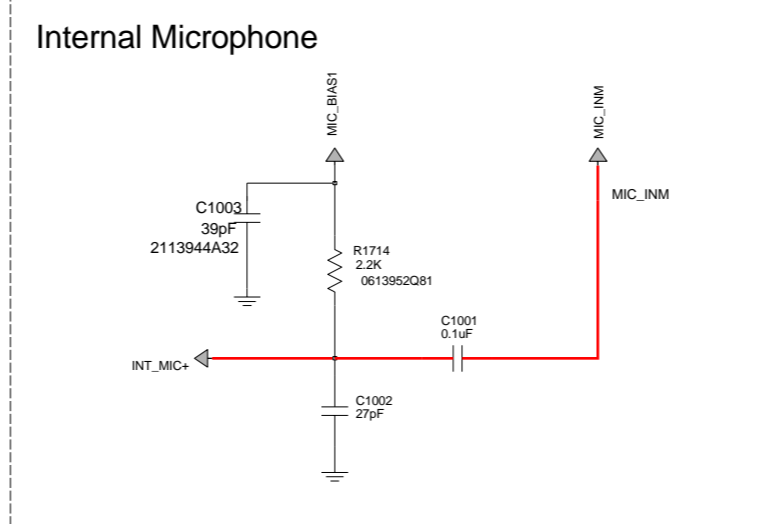 Internal Microphone
MIC_BIAS1
MIC_INM
MIC_INM
C1003
39pF
2113944A32
R1714
2.2K
0613952Q81
C1001
0.1uF
INT_MIC+
C1002
27pF